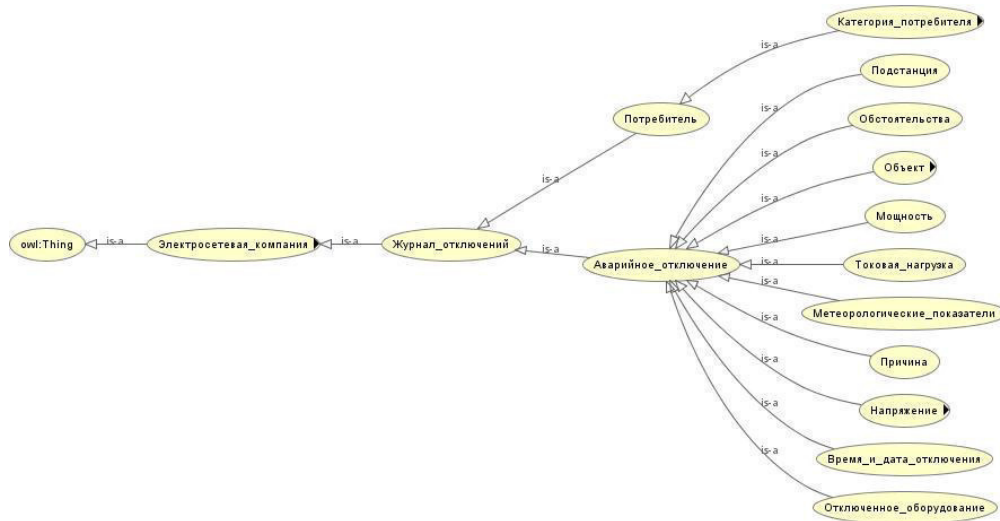 Категория_потребителя
is-a
Подстанция
Потребитель
Обстоятельства
is-a
is-a
Объект
is-a
is-a
Мощность
is-a
owl:Thing
is-a
Электросетевая_компания
is-a
Журнал_отключений
is-a
Аварийное_отключение
is-a
is-a
Токовая_нагрузка
is-a
Метеорологические_показатели
is-a
Причина
is-a
Напряжение
is-a
Время_и_дата_отключения
is-a
Отключенное_оборудование